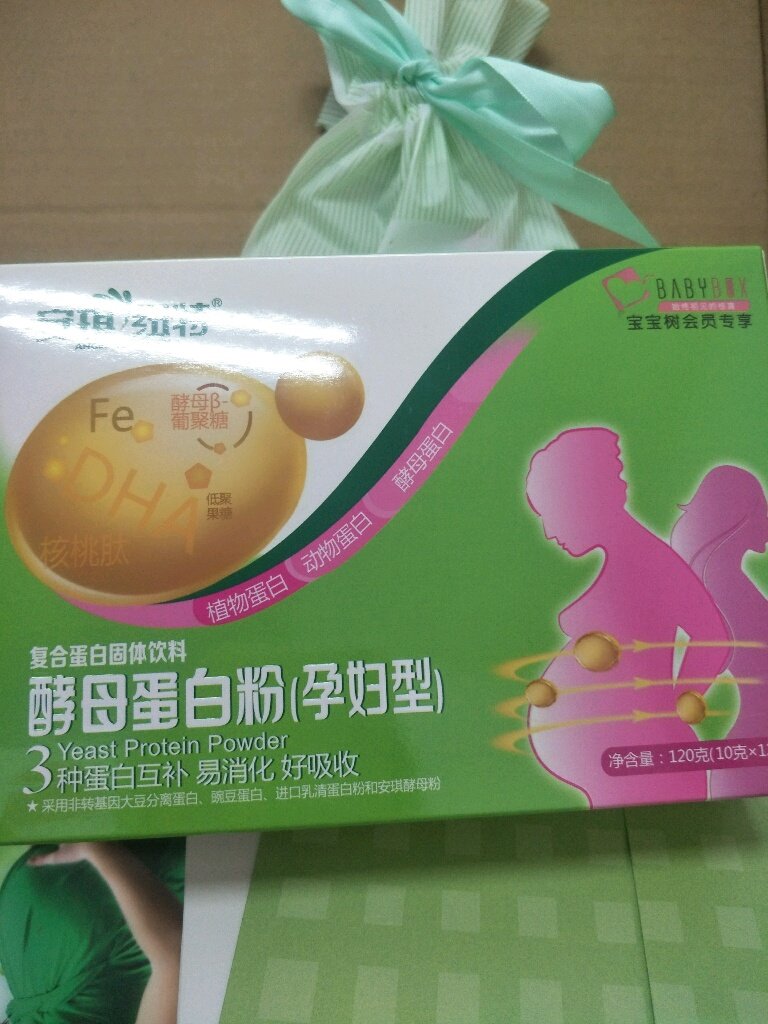 安琪纽特®
BABYBOX
宝宝树会员专享
Fe
酵母β-
葡聚糖
DHA
低聚
果糖
核桃肽
酵母蛋白
动物蛋白
植物蛋白
复合蛋白固体饮料
酵母蛋白粉(孕妇型)
Yeast Protein Powder
3种蛋白互补 易消化 好吸收
★采用非转基因大豆分离蛋白、豌豆蛋白、进口乳清蛋白粉和安琪酵母粉
净含量：120克(10克×1